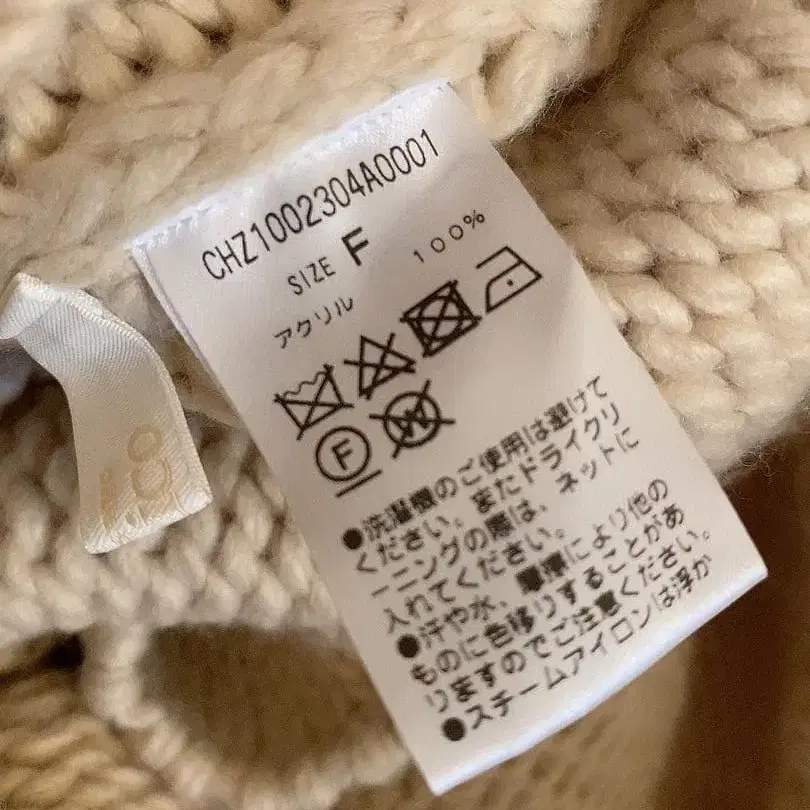 CHZ1002304A0001
SIZE F
アクリル 100%
F W
●洗濯機のご使用は避けて
ください。またドライクリ
ーニングの際は、ネットに
入れてください。
●汗や水、摩擦により他の
ものに色移りすることがあ
りますのでご注意ください。
●スチームアイロンは浮か